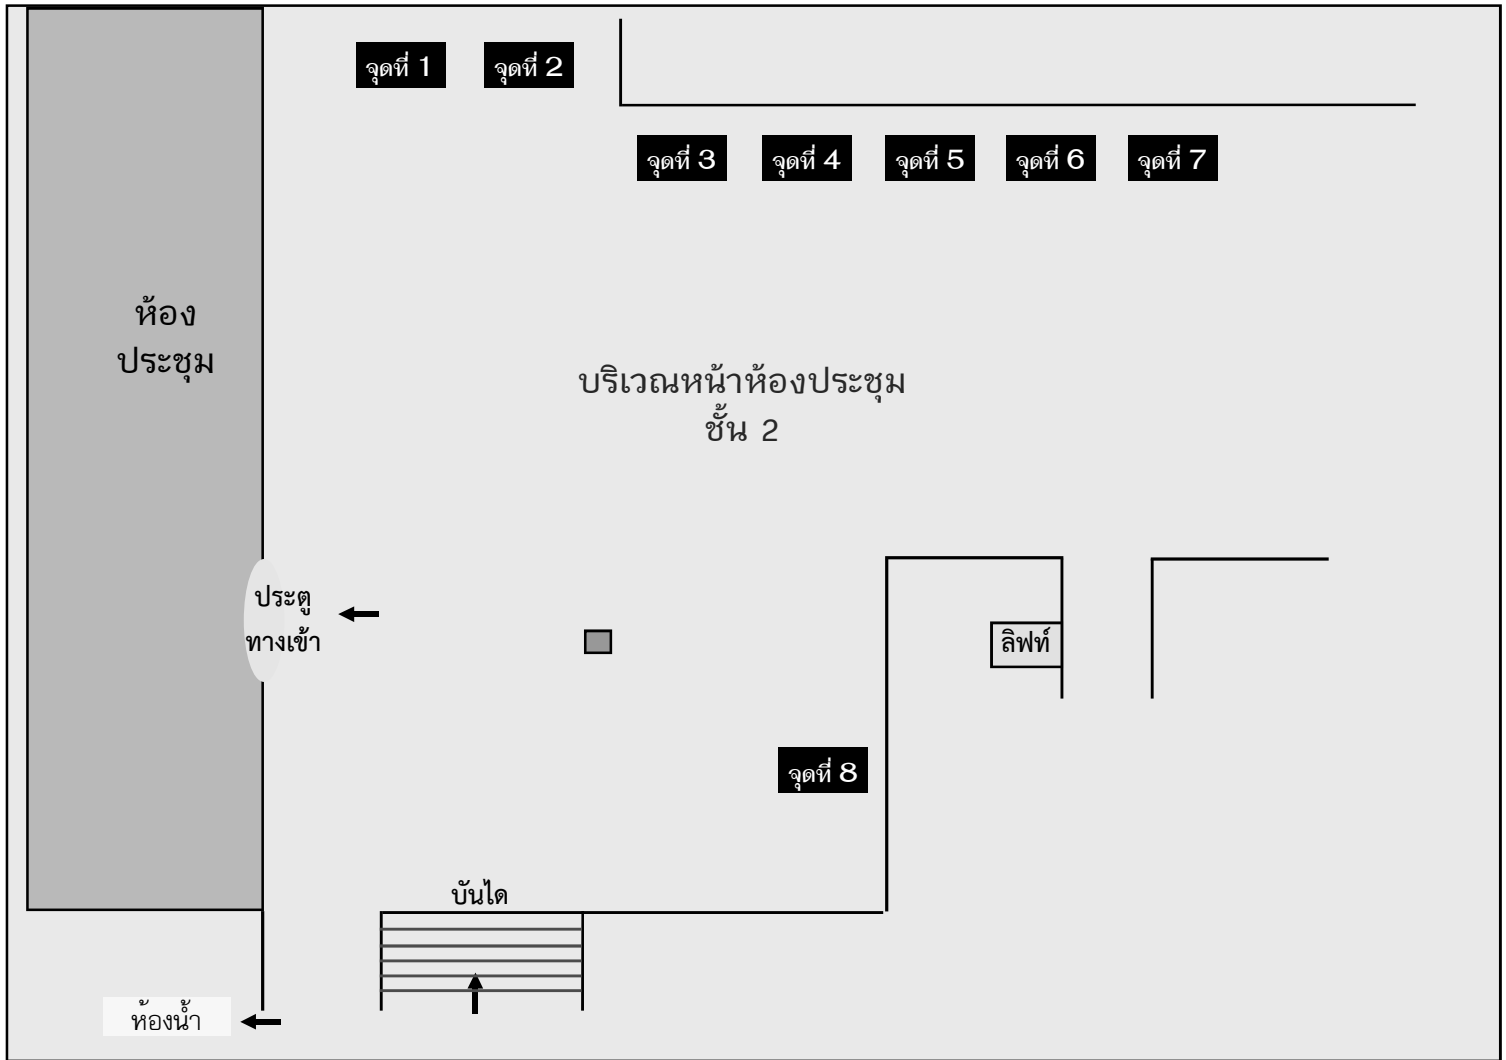 จุดที่ 1
จุดที่ 2
จุดที่ 3
จุดที่ 4
จุดที่ 5
จุดที่ 6
จุดที่ 7
ห้อง
ประชุม
บริเวณหน้าห้องประชุม
ชั้น 2
ประตู
ทางเข้า
ลิฟท์
จุดที่ 8
บันได
ห้องน้ำ